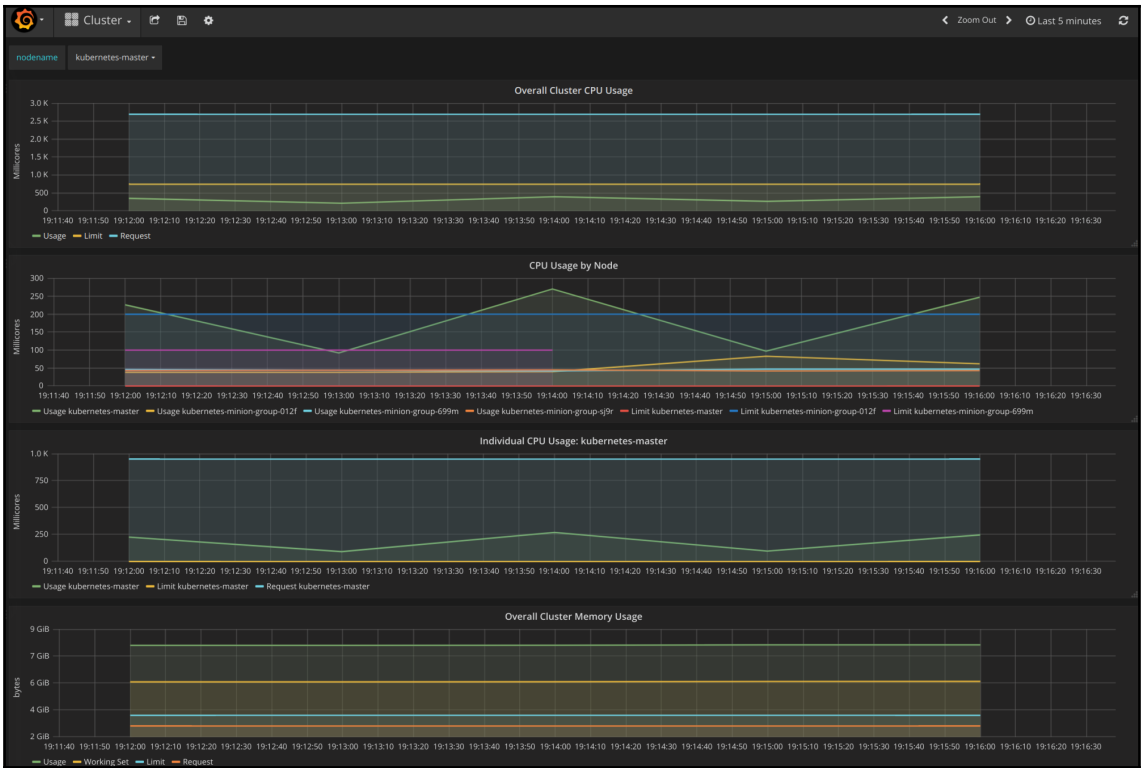 Cluster
Zoom Out
Last 5 minutes
nodename
kubernetes-master
Overall Cluster CPU Usage
Millicores
3.0 K
2.5 K
2.0 K
1.5 K
1.0 K
500
0
19:11:40 19:11:50 19:12:00 19:12:10 19:12:20 19:12:30 19:12:40 19:12:50 19:13:00 19:13:10 19:13:20 19:13:30 19:13:40 19:13:50 19:14:00 19:14:10 19:14:20 19:14:30 19:14:40 19:14:50 19:15:00 19:15:10 19:15:20 19:15:30 19:15:40 19:15:50 19:16:00 19:16:10 19:16:20 19:16:30
Usage Limit Request
CPU Usage by Node
Millicores
300
250
200
150
100
50
0
19:11:40 19:11:50 19:12:00 19:12:10 19:12:20 19:12:30 19:12:40 19:12:50 19:13:00 19:13:10 19:13:20 19:13:30 19:13:40 19:13:50 19:14:00 19:14:10 19:14:20 19:14:30 19:14:40 19:14:50 19:15:00 19:15:10 19:15:20 19:15:30 19:15:40 19:15:50 19:16:00 19:16:10 19:16:20 19:16:30
Usage kubernetes-master Usage kubernetes-minion-group-012f Usage kubernetes-minion-group-699m Usage kubernetes-minion-group-sj9r Limit kubernetes-master Limit kubernetes-minion-group-012f Limit kubernetes-minion-group-699m
Individual CPU Usage: kubernetes-master
Millicores
1.0 K
750
500
250
0
19:11:40 19:11:50 19:12:00 19:12:10 19:12:20 19:12:30 19:12:40 19:12:50 19:13:00 19:13:10 19:13:20 19:13:30 19:13:40 19:13:50 19:14:00 19:14:10 19:14:20 19:14:30 19:14:40 19:14:50 19:15:00 19:15:10 19:15:20 19:15:30 19:15:40 19:15:50 19:16:00 19:16:10 19:16:20 19:16:30
Usage kubernetes-master Limit kubernetes-master Request kubernetes-master
Overall Cluster Memory Usage
bytes
9 GiB
7 GiB
6 GiB
4 GiB
2 GiB
19:11:40 19:11:50 19:12:00 19:12:10 19:12:20 19:12:30 19:12:40 19:12:50 19:13:00 19:13:10 19:13:20 19:13:30 19:13:40 19:13:50 19:14:00 19:14:10 19:14:20 19:14:30 19:14:40 19:14:50 19:15:00 19:15:10 19:15:20 19:15:30 19:15:40 19:15:50 19:16:00 19:16:10 19:16:20 19:16:30
Usage Working Set Limit Request